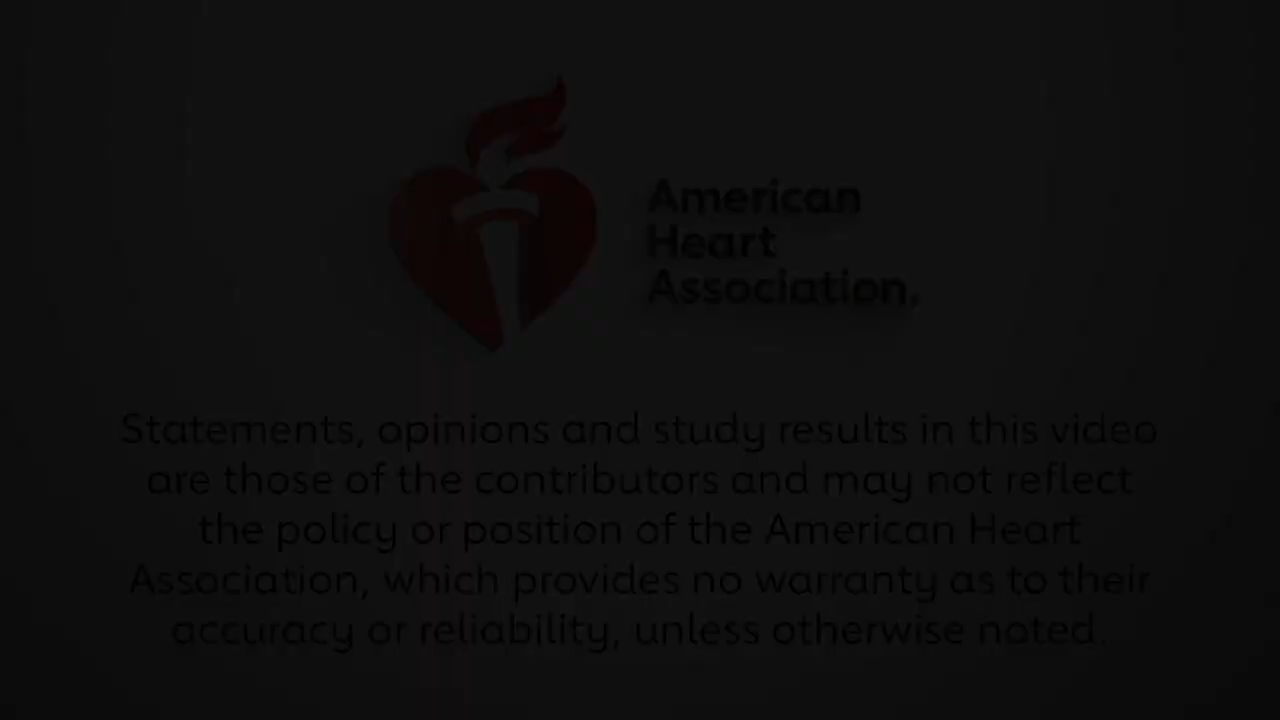 American
Heart
Association.
Statements, opinions and study results in this video
are those of the contributors and may not reflect
the policy or position of the American Heart
Association, which provides no warranty as to their
accuracy or reliability, unless otherwise noted.